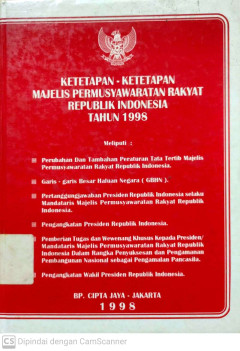 KETETAPAN - KETETAPAN
MAJELIS PERMUSYAWARATAN RAKYAT
REPUBLIK INDONESIA
TAHUN 1998
Meliputi :
Perubahan Dan Tambahan Peraturan Tata Tertib Majelis
Permusyawaratan Rakyat Republik Indonesia.
Garis - garis Besar Haluan Negara ( GBHN ).
Pertanggungjawaban Presiden Republik Indonesia selaku
Mandataris Majelis Permusyawaratan Rakyat Republik
Indonesia.
Pengangkatan Presiden Republik Indonesia.
Pemberian Tugas dan Wewenang Khusus Kepada Presiden/
Mandataris Majelis Permusyawaratan Rakyat Republik
Indonesia Dalam Rangka Penyuksesan dan Pengamanan
Pembangunan Nasional sebagai Pengamalan Pancasila.
Pengangkatan Wakil Presiden Republik Indonesia.
BP. CIPTA JAYA - JAKARTA
1998
CS Dipindai dengan CamScanner